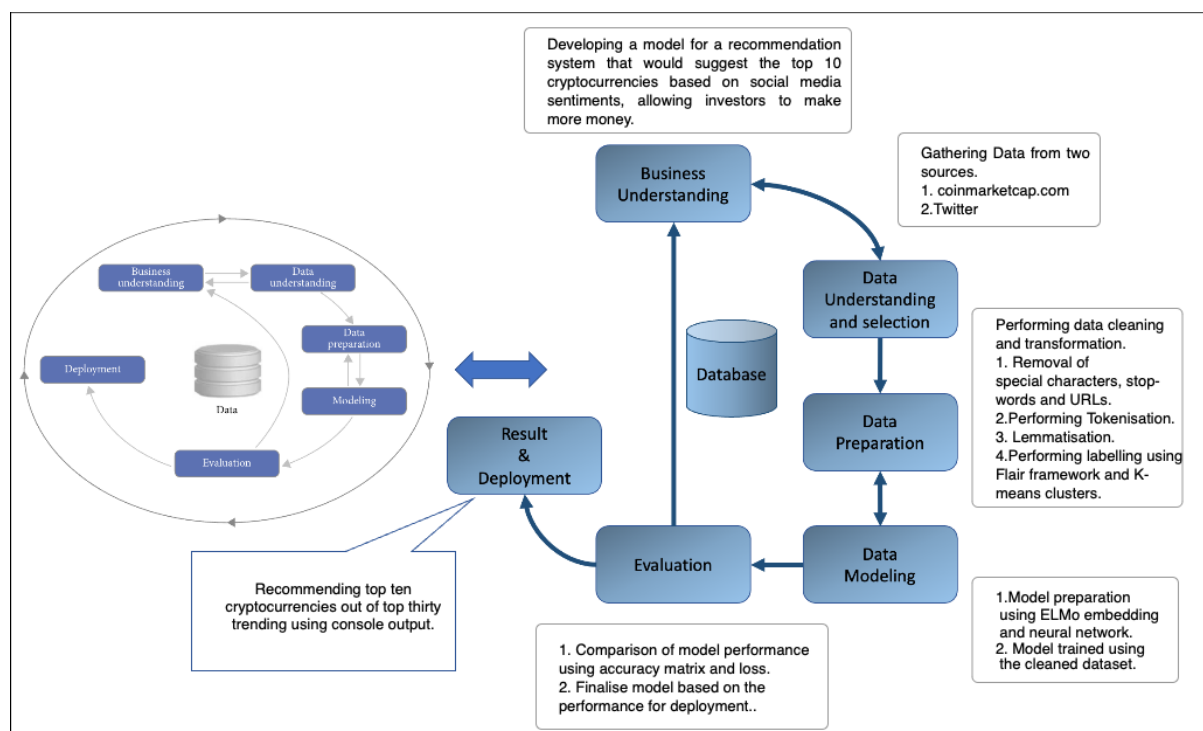 Developing a model for a recommendation
system that would suggest the top 10
cryptocurrencies based on social media
sentiments, allowing investors to make
more money.
Business
Understanding
Gathering Data from two
sources.
1. coinmarketcap.com
2.Twitter
Data
Understanding
and selection
Performing data cleaning
and transformation.
1. Removal of
special characters, stop-
words and URLs.
2.Performing Tokenisation.
3. Lemmatisation.
4.Performing labelling using
Flair framework and K-
means clusters.
Database
Data
Preparation
Data
Modeling
1.Model preparation
using ELMo embedding
and neural network.
2. Model trained using
the cleaned dataset.
Evaluation
1. Comparison of model performance
using accuracy matrix and loss.
2. Finalise model based on the
performance for deployment..
Result
&
Deployment
Recommending top ten
cryptocurrencies out of top thirty
trending using console output.
Business
understanding
Data
understanding
Data
preparation
Modeling
Evaluation
Deployment
Data